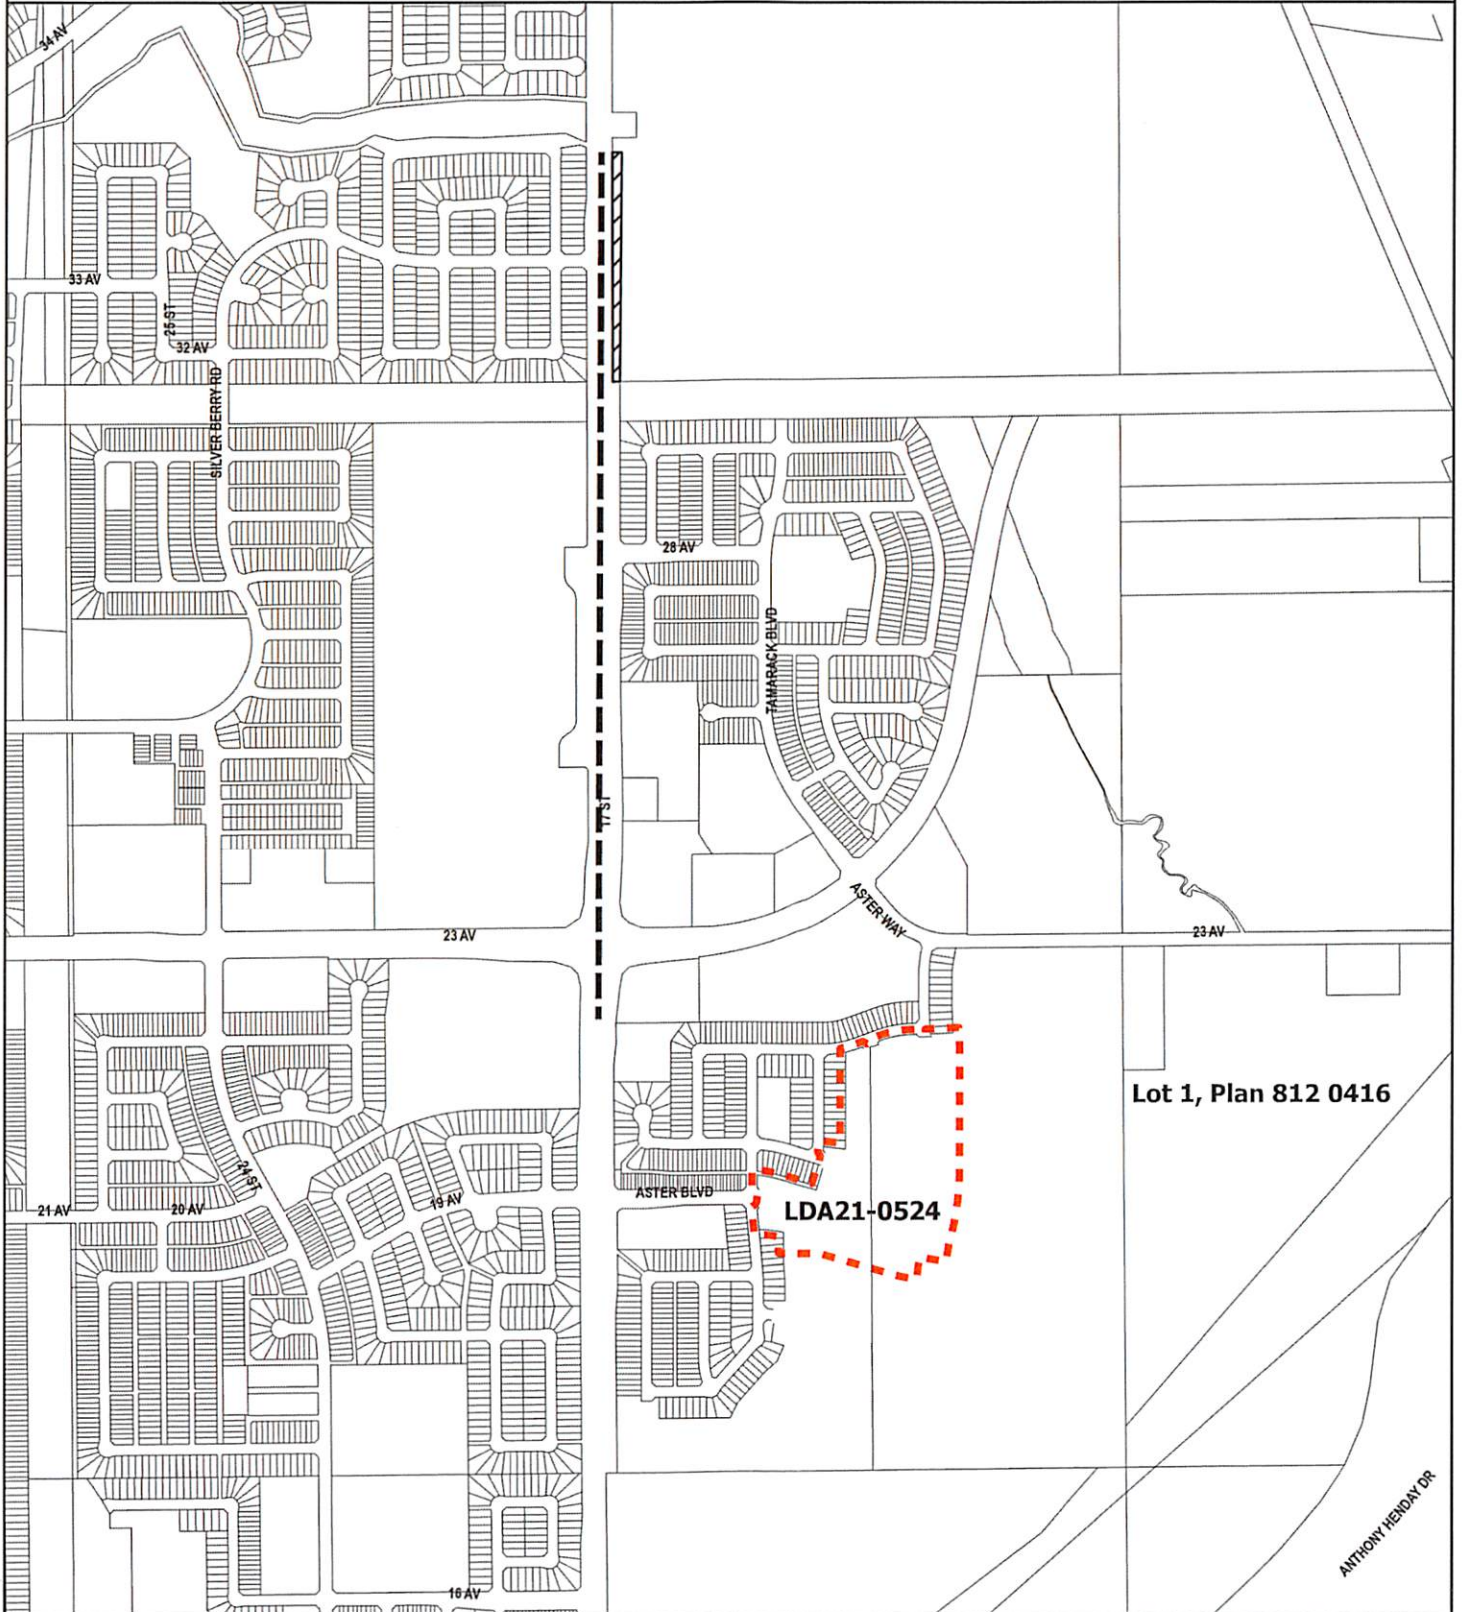 34 AV
33 AV
25 ST
32 AV
SILVER BERRY RD
28 AV
TAMARACK BLVD
17 ST
ASTER WAY
23 AV
23 AV
Lot 1, Plan 812 0416
24 ST
ASTER BLVD
19 AV
21 AV
20 AV
LDA21-0524
ANTHONY HENDAY DR
16 AV